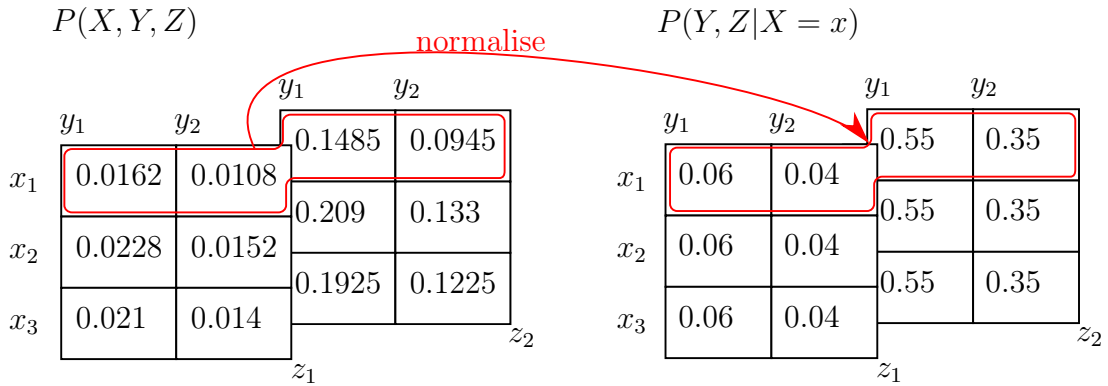 P(X, Y, Z) P(Y, Z|X = x)
normalise
y₁ y₂ y₁ y₂
y₁ y₂ y₁ y₂
0.1485 0.0945 0.55 0.35
x₁ 0.0162 0.0108 x₁ 0.06 0.04
0.209 0.133 0.55 0.35
x₂ 0.0228 0.0152 x₂ 0.06 0.04
0.1925 0.1225 0.55 0.35
x₃ 0.021 0.014 x₃ 0.06 0.04
z₂ z₂
z₁ z₁